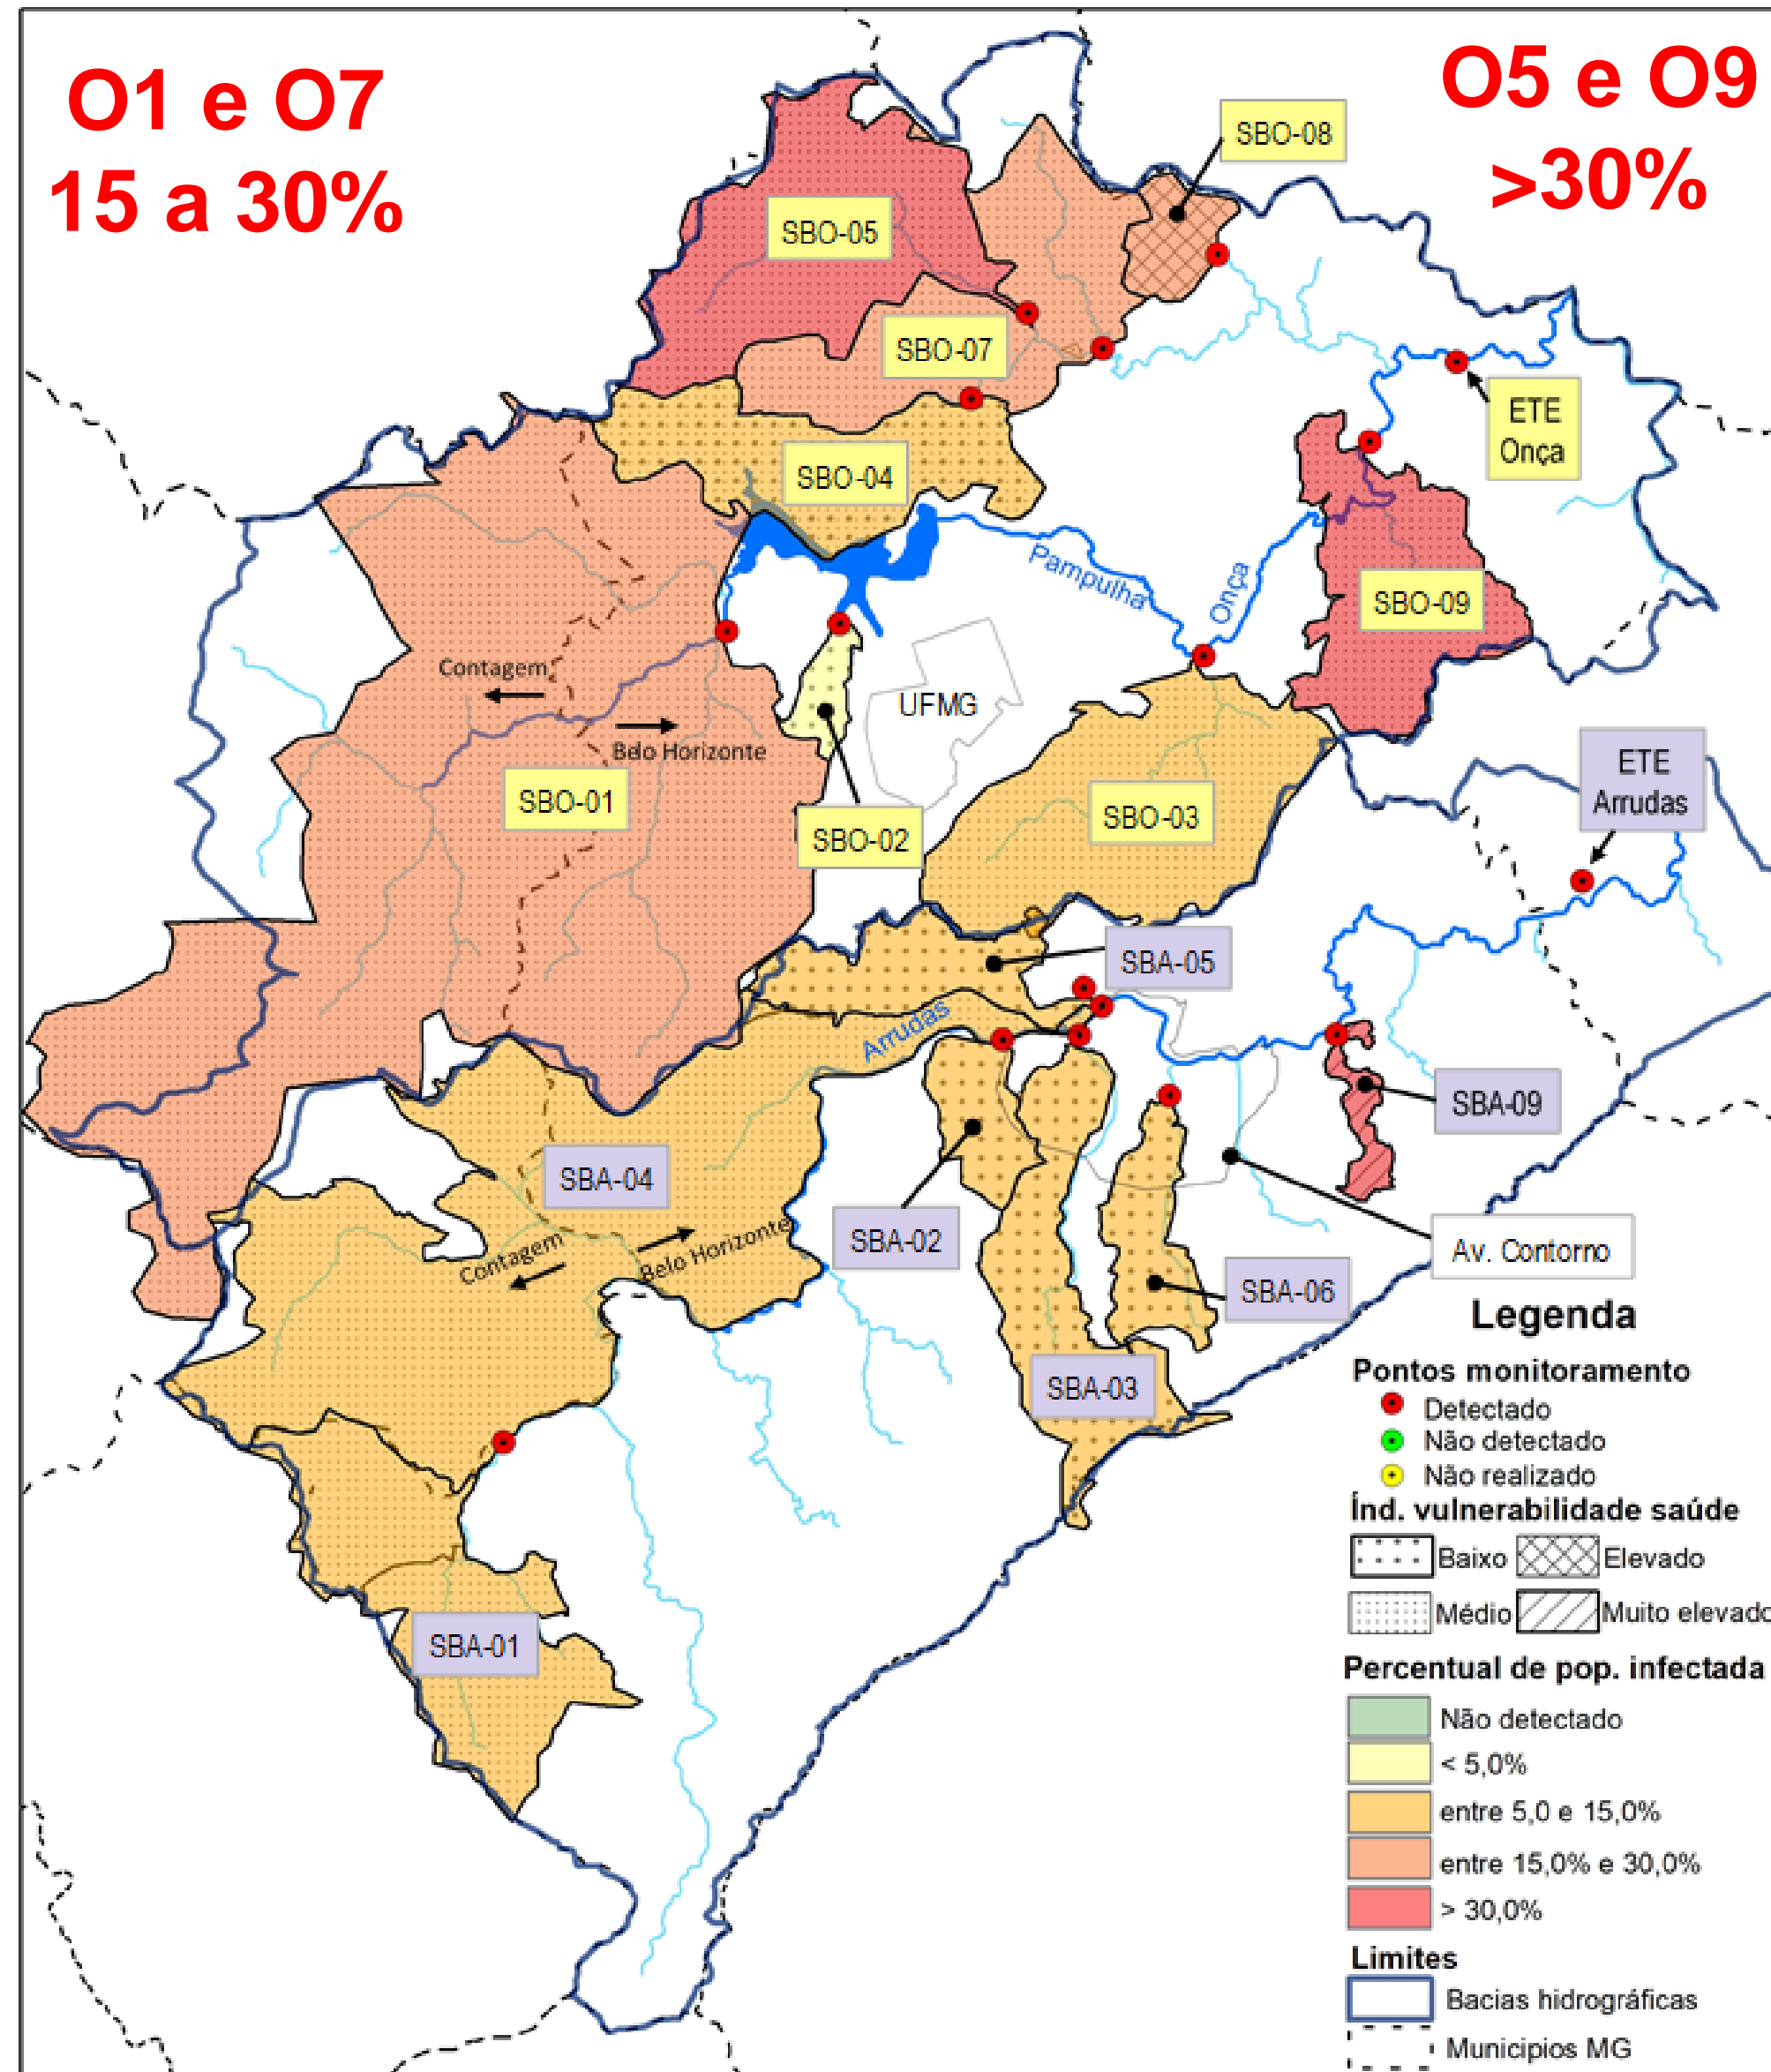 O1 e O7
15 a 30%
O5 e O9
>30%
SBO-08
SBO-05
SBO-07
ETE
Onça
SBO-04
Pampulha
Onça
SBO-09
Contagem
UFMG
Belo Horizonte
ETE
Arrudas
SBO-01
SBO-03
SBO-02
SBA-05
Arrudas
SBA-09
SBA-04
SBA-02
Contagem
Belo Horizonte
Av. Contorno
SBA-06
SBA-03
SBA-01
Legenda
Pontos monitoramento
Detectado
Não detectado
Não realizado
Índ. vulnerabilidade saúde
Baixo
Elevado
Médio
Muito elevado
Percentual de pop. infectada
Não detectado
< 5,0%
entre 5,0 e 15,0%
entre 15,0% e 30,0%
> 30,0%
Limites
Bacias hidrográficas
Municipios MG